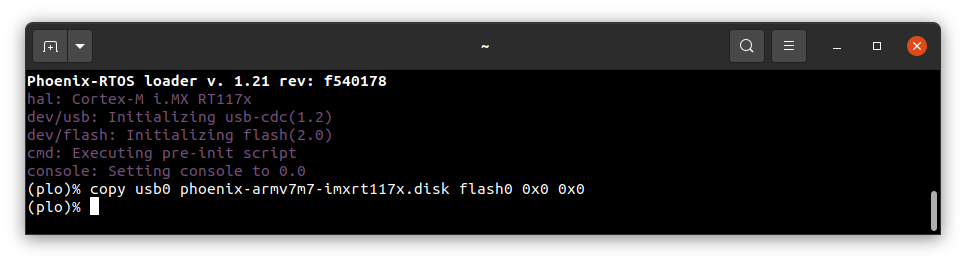 ~
Phoenix-RTOS loader v. 1.21 rev: f540178
hal: Cortex-M i.MX RT117x
dev/usb: Initializing usb-cdc(1.2)
dev/flash: Initializing flash(2.0)
cmd: Executing pre-init script
console: Setting console to 0.0
(plo)% copy usb0 phoenix-armv7m7-imxrt117x.disk flash0 0x0 0x0
(plo)%